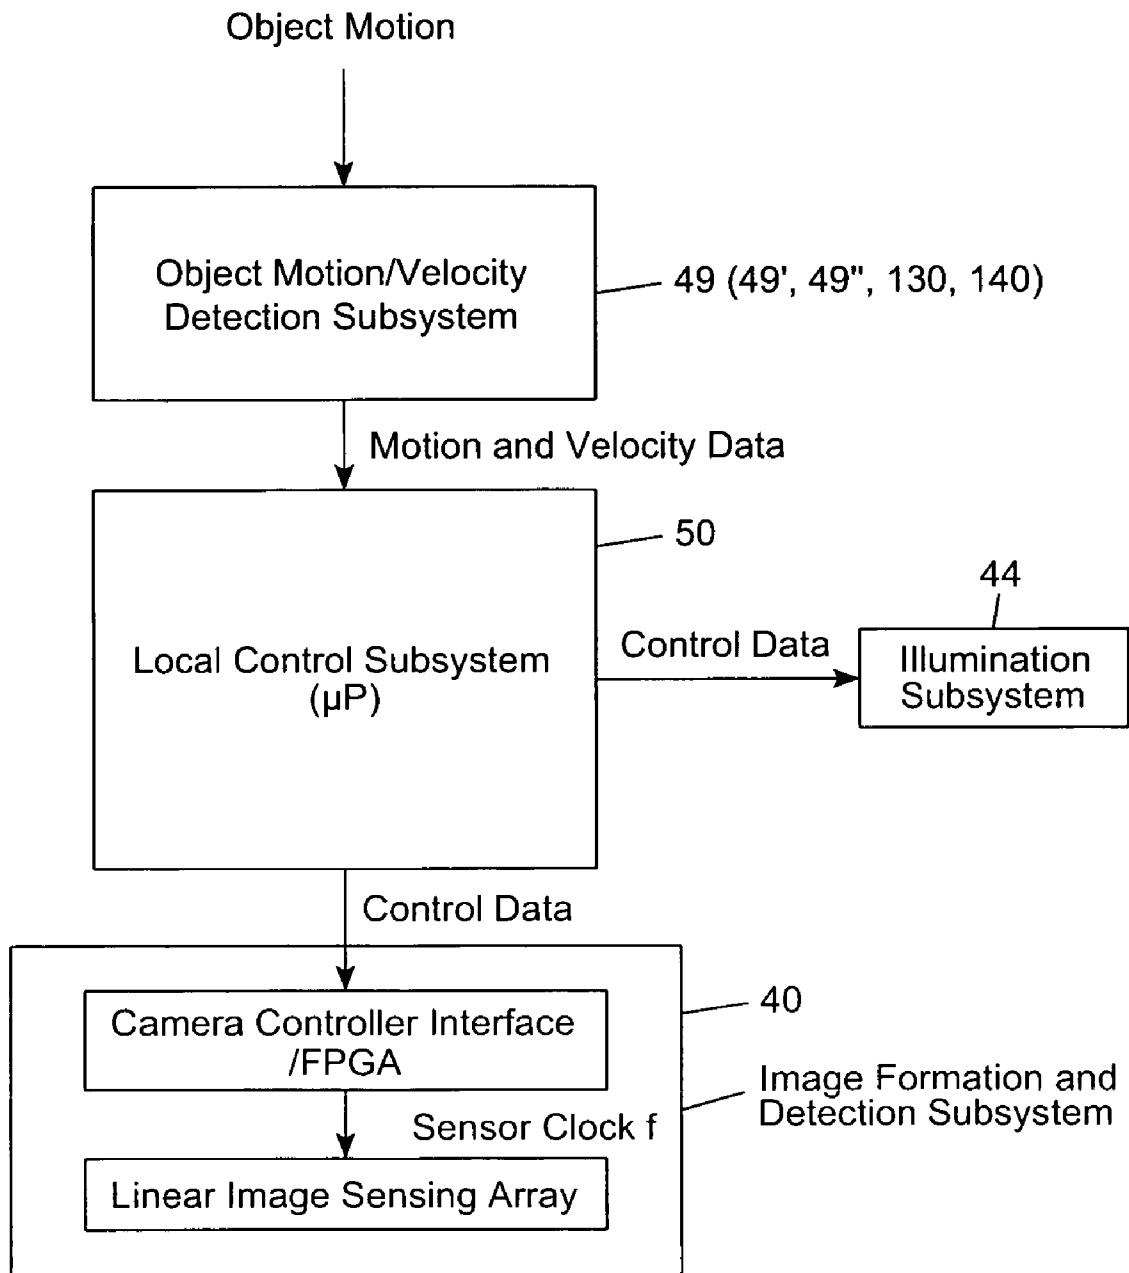 Object Motion
Object Motion/Velocity
Detection Subsystem
49 (49', 49", 130, 140)
Motion and Velocity Data
50
Local Control Subsystem
(µP)
Control Data
44
Illumination
Subsystem
Control Data
40
Camera Controller Interface
/FPGA
Image Formation and
Detection Subsystem
Sensor Clock f
Linear Image Sensing Array